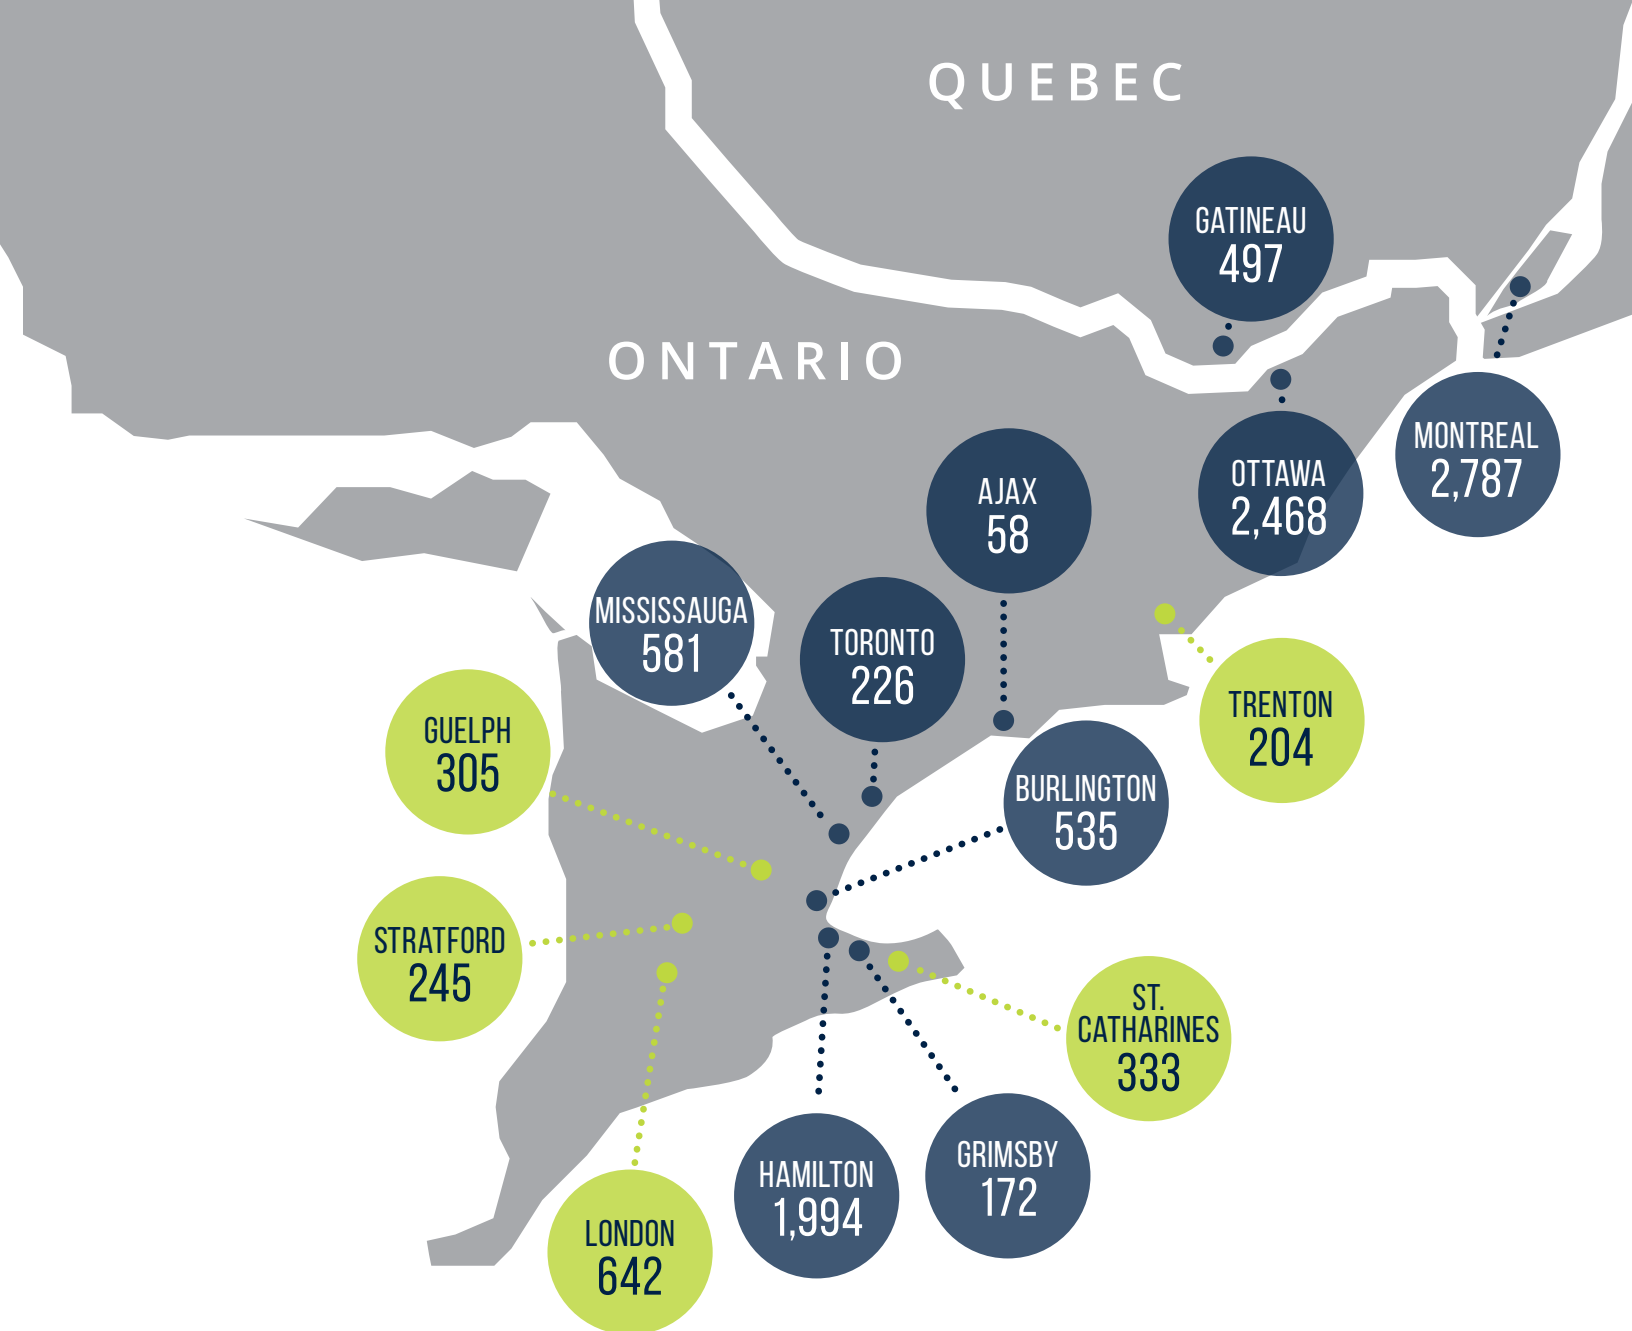 QUEBEC
GATINEAU
497
ONTARIO
MONTREAL
2,787
OTTAWA
2,468
AJAX
58
MISSISSAUGA
581
TORONTO
226
TRENTON
204
GUELPH
305
BURLINGTON
535
STRATFORD
245
ST.
CATHARINES
333
GRIMSBY
172
HAMILTON
1,994
LONDON
642